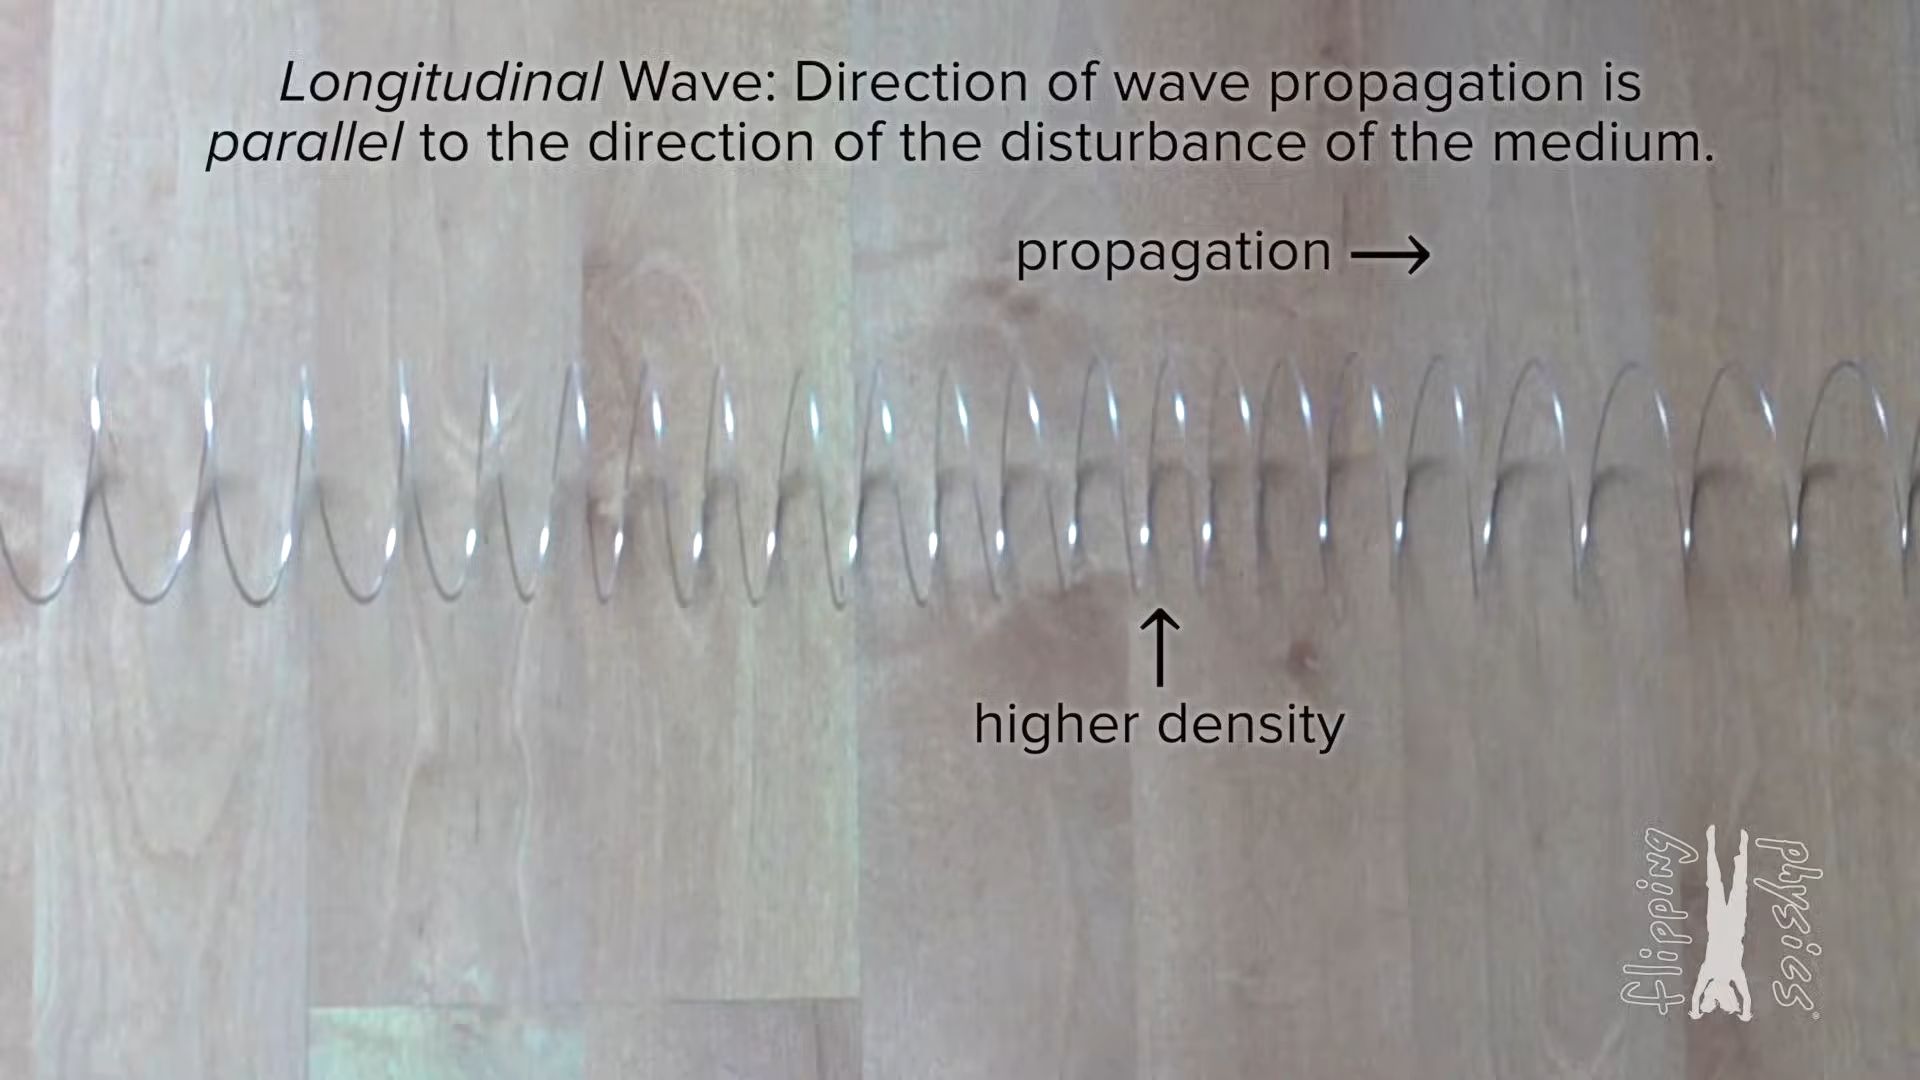 Longitudinal Wave: Direction of wave propagation is
parallel to the direction of the disturbance of the medium.
propagation →
↑
higher density
flipping
physics